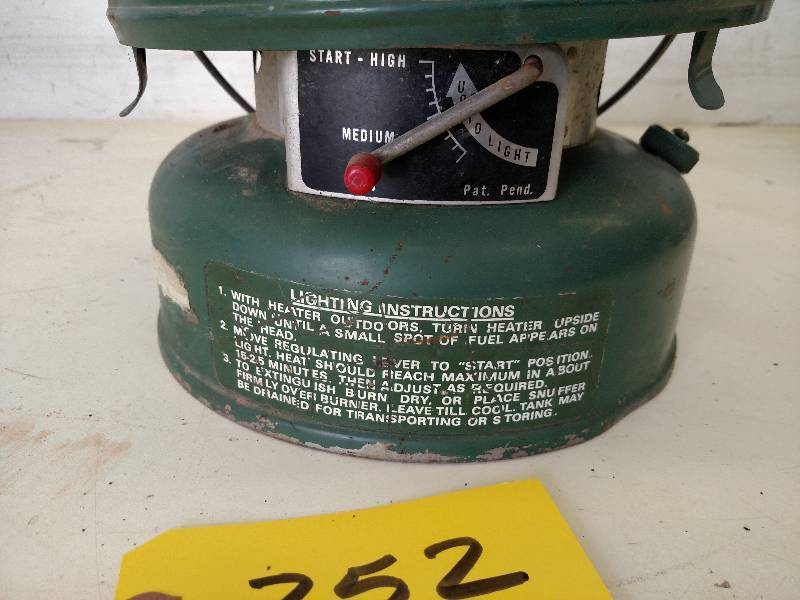 START - HIGH
UP
TO LIGHT
MEDIUM
Pat. Pend.
LIGHTING INSTRUCTIONS
1. WITH HEATER OUTDOORS, TURN HEATER UPSIDE
DOWN UNTIL A SMALL SPOT OF FUEL APPEARS ON
THE HEAD.
2. MOVE REGULATING LEVER TO "START" POSITION.
LIGHT. HEAT SHOULD REACH MAXIMUM IN ABOUT
15-25 MINUTES. THEN ADJUST AS REQUIRED.
3. TO EXTINGUISH BURN DRY, OR PLACE SNUFFER
FIRMLY OVER BURNER. LEAVE TILL COOL. TANK MAY
BE DRAINED FOR TRANSPORTING OR STORING.
252